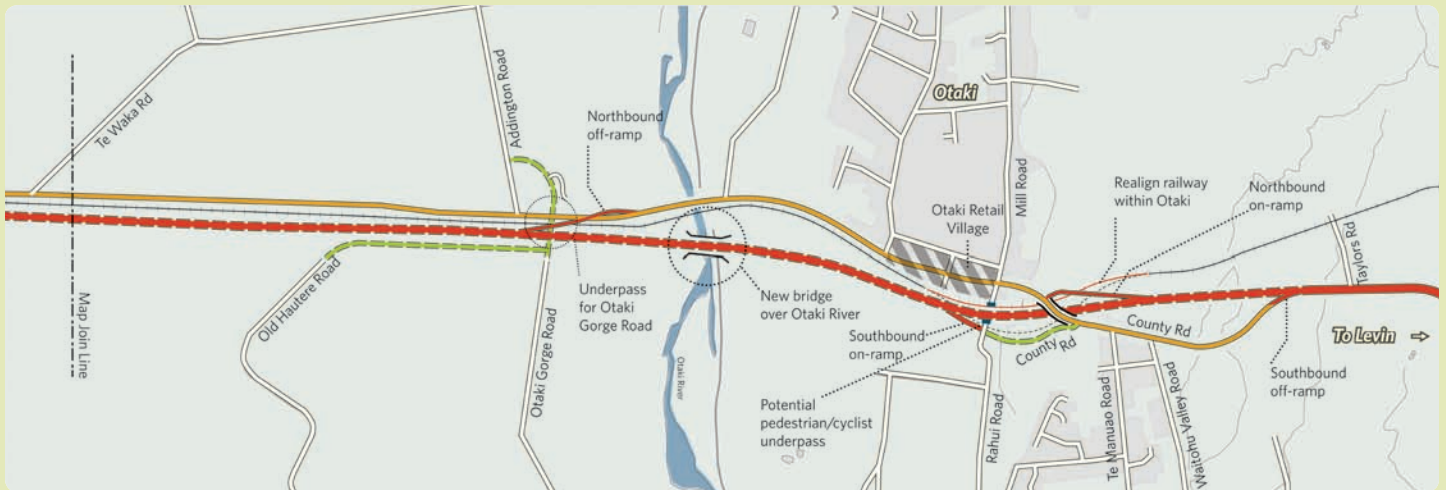 Map Join Line
Te Waka Rd
Old Hautere Road
Addington Road
Otaki Gorge Road
Northbound
off-ramp
Underpass
for Otaki
Gorge Road
Otaki River
New bridge
over Otaki River
Otaki
Mill Road
Otaki Retail
Village
Southbound
on-ramp
Potential
pedestrian/cyclist
underpass
Rahui Road
County Rd
Realign railway
within Otaki
Northbound
on-ramp
County Rd
Te Manuao Road
Waitohu Valley Road
Taylors Rd
Southbound
off-ramp
To Levin